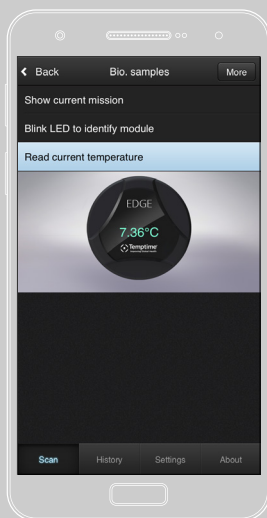 Back
Bio. samples
More
Show current mission
Blink LED to identify module
Read current temperature
EDGE
7.36°C
Temptime
Scan
History
Settings
About